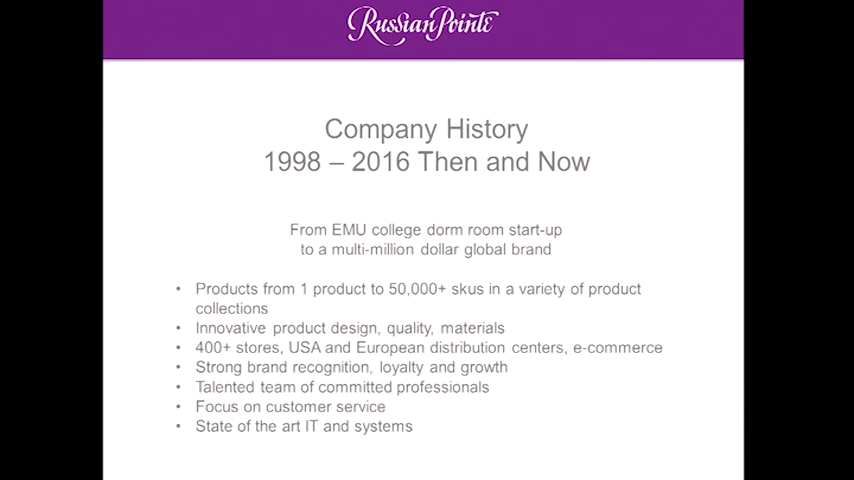 Russian Pointe
Company History
1998 – 2016 Then and Now
From EMU college dorm room start-up
to a multi-million dollar global brand
• Products from 1 product to 50,000+ skus in a variety of product
collections
• Innovative product design, quality, materials
• 400+ stores, USA and European distribution centers, e-commerce
• Strong brand recognition, loyalty and growth
• Talented team of committed professionals
• Focus on customer service
• State of the art IT and systems